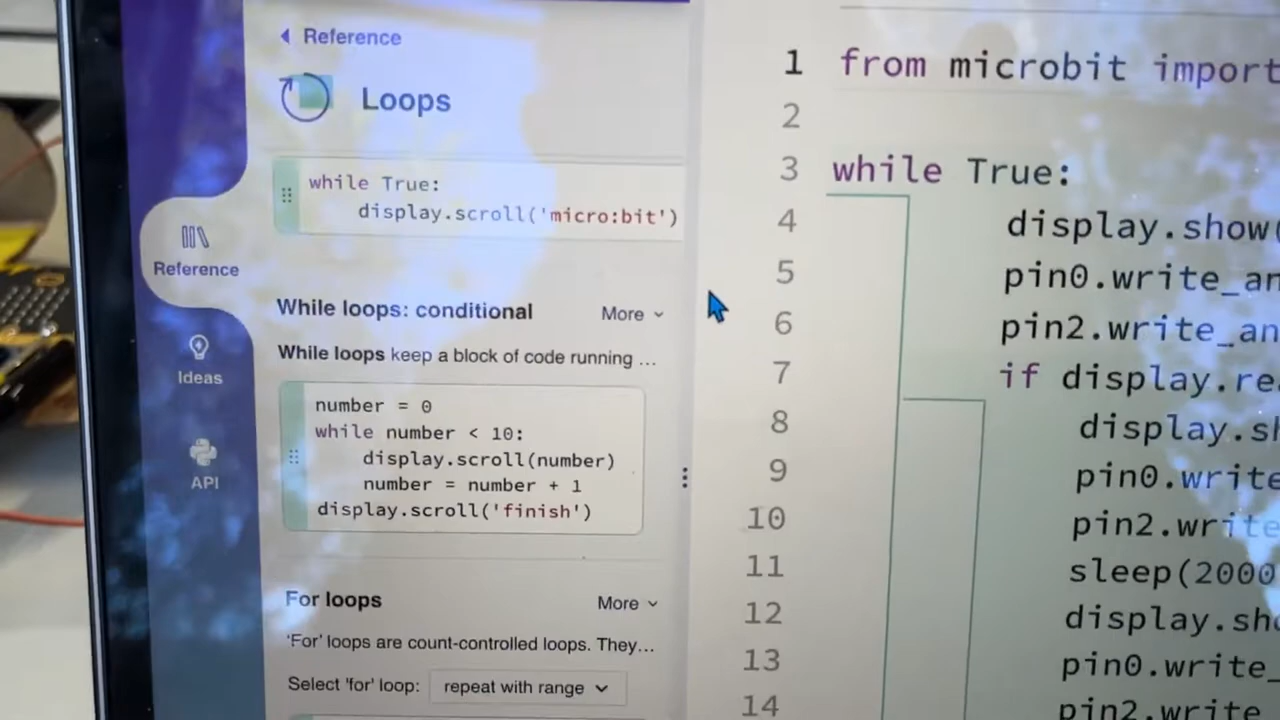 Reference
Loops
while True:
display.scroll('micro:bit')
Reference
While loops: conditional More
While loops keep a block of code running …
Ideas
number = 0
while number < 10:
display.scroll(number)
number = number + 1
display.scroll('finish')
API
For loops More
'For' loops are count-controlled loops. They…
Select 'for' loop: repeat with range
1 from microbit import
2
3 while True:
4 display.show(
5 pin0.write_an
6 pin2.write_an
7 if display.rea
8 display.sh
9 pin0.write
10 pin2.write
11 sleep(2000
12 display.sho
13 pin0.write_
14 pin2.write